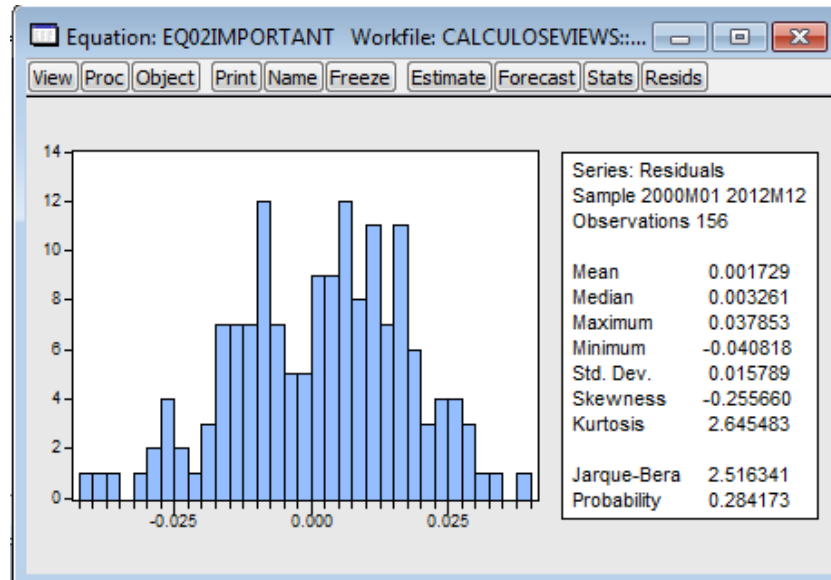 Equation: EQ02IMPORTANT Workfile: CALCULOSEVIEWS::...
View Proc Object Print Name Freeze Estimate Forecast Stats Resids
14
12
10
8
6
4
2
0
-0.025 0.000 0.025
Series: Residuals
Sample 2000M01 2012M12
Observations 156
Mean 0.001729
Median 0.003261
Maximum 0.037853
Minimum -0.040818
Std. Dev. 0.015789
Skewness -0.255660
Kurtosis 2.645483
Jarque-Bera 2.516341
Probability 0.284173